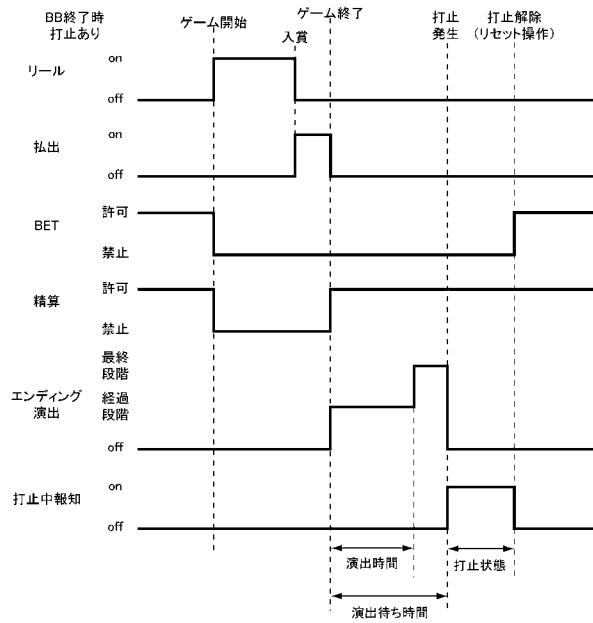 BB終了時
打止あり
ゲーム開始
ゲーム終了
入賞
打止
発生
打止解除
(リセット操作)
リール
on
off
払出
on
off
BET
許可
禁止
精算
許可
禁止
エンディング
演出
最終
段階
経過
段階
off
打止中報知
on
off
演出時間
打止状態
演出待ち時間